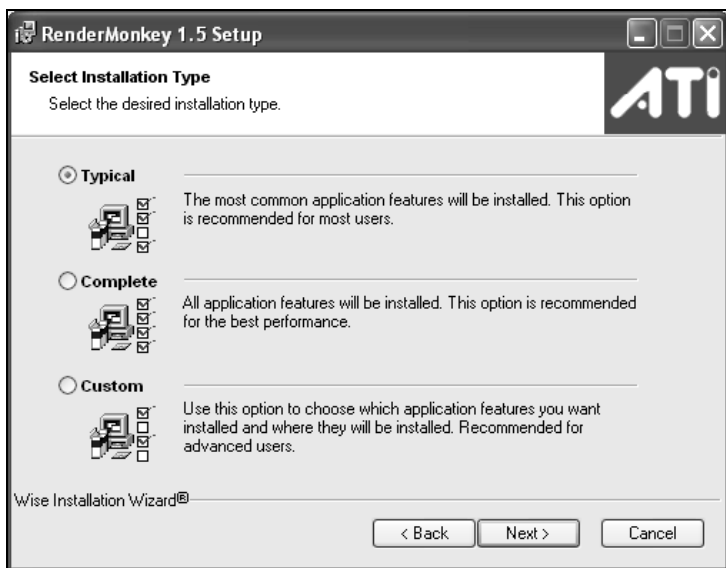 RenderMonkey 1.5 Setup
Select Installation Type
Select the desired installation type.
ATi
Typical
The most common application features will be installed. This option
is recommended for most users.
Complete
All application features will be installed. This option is recommended
for the best performance.
Custom
Use this option to choose which application features you want
installed and where they will be installed. Recommended for
advanced users.
Wise Installation Wizard®
< Back
Next >
Cancel